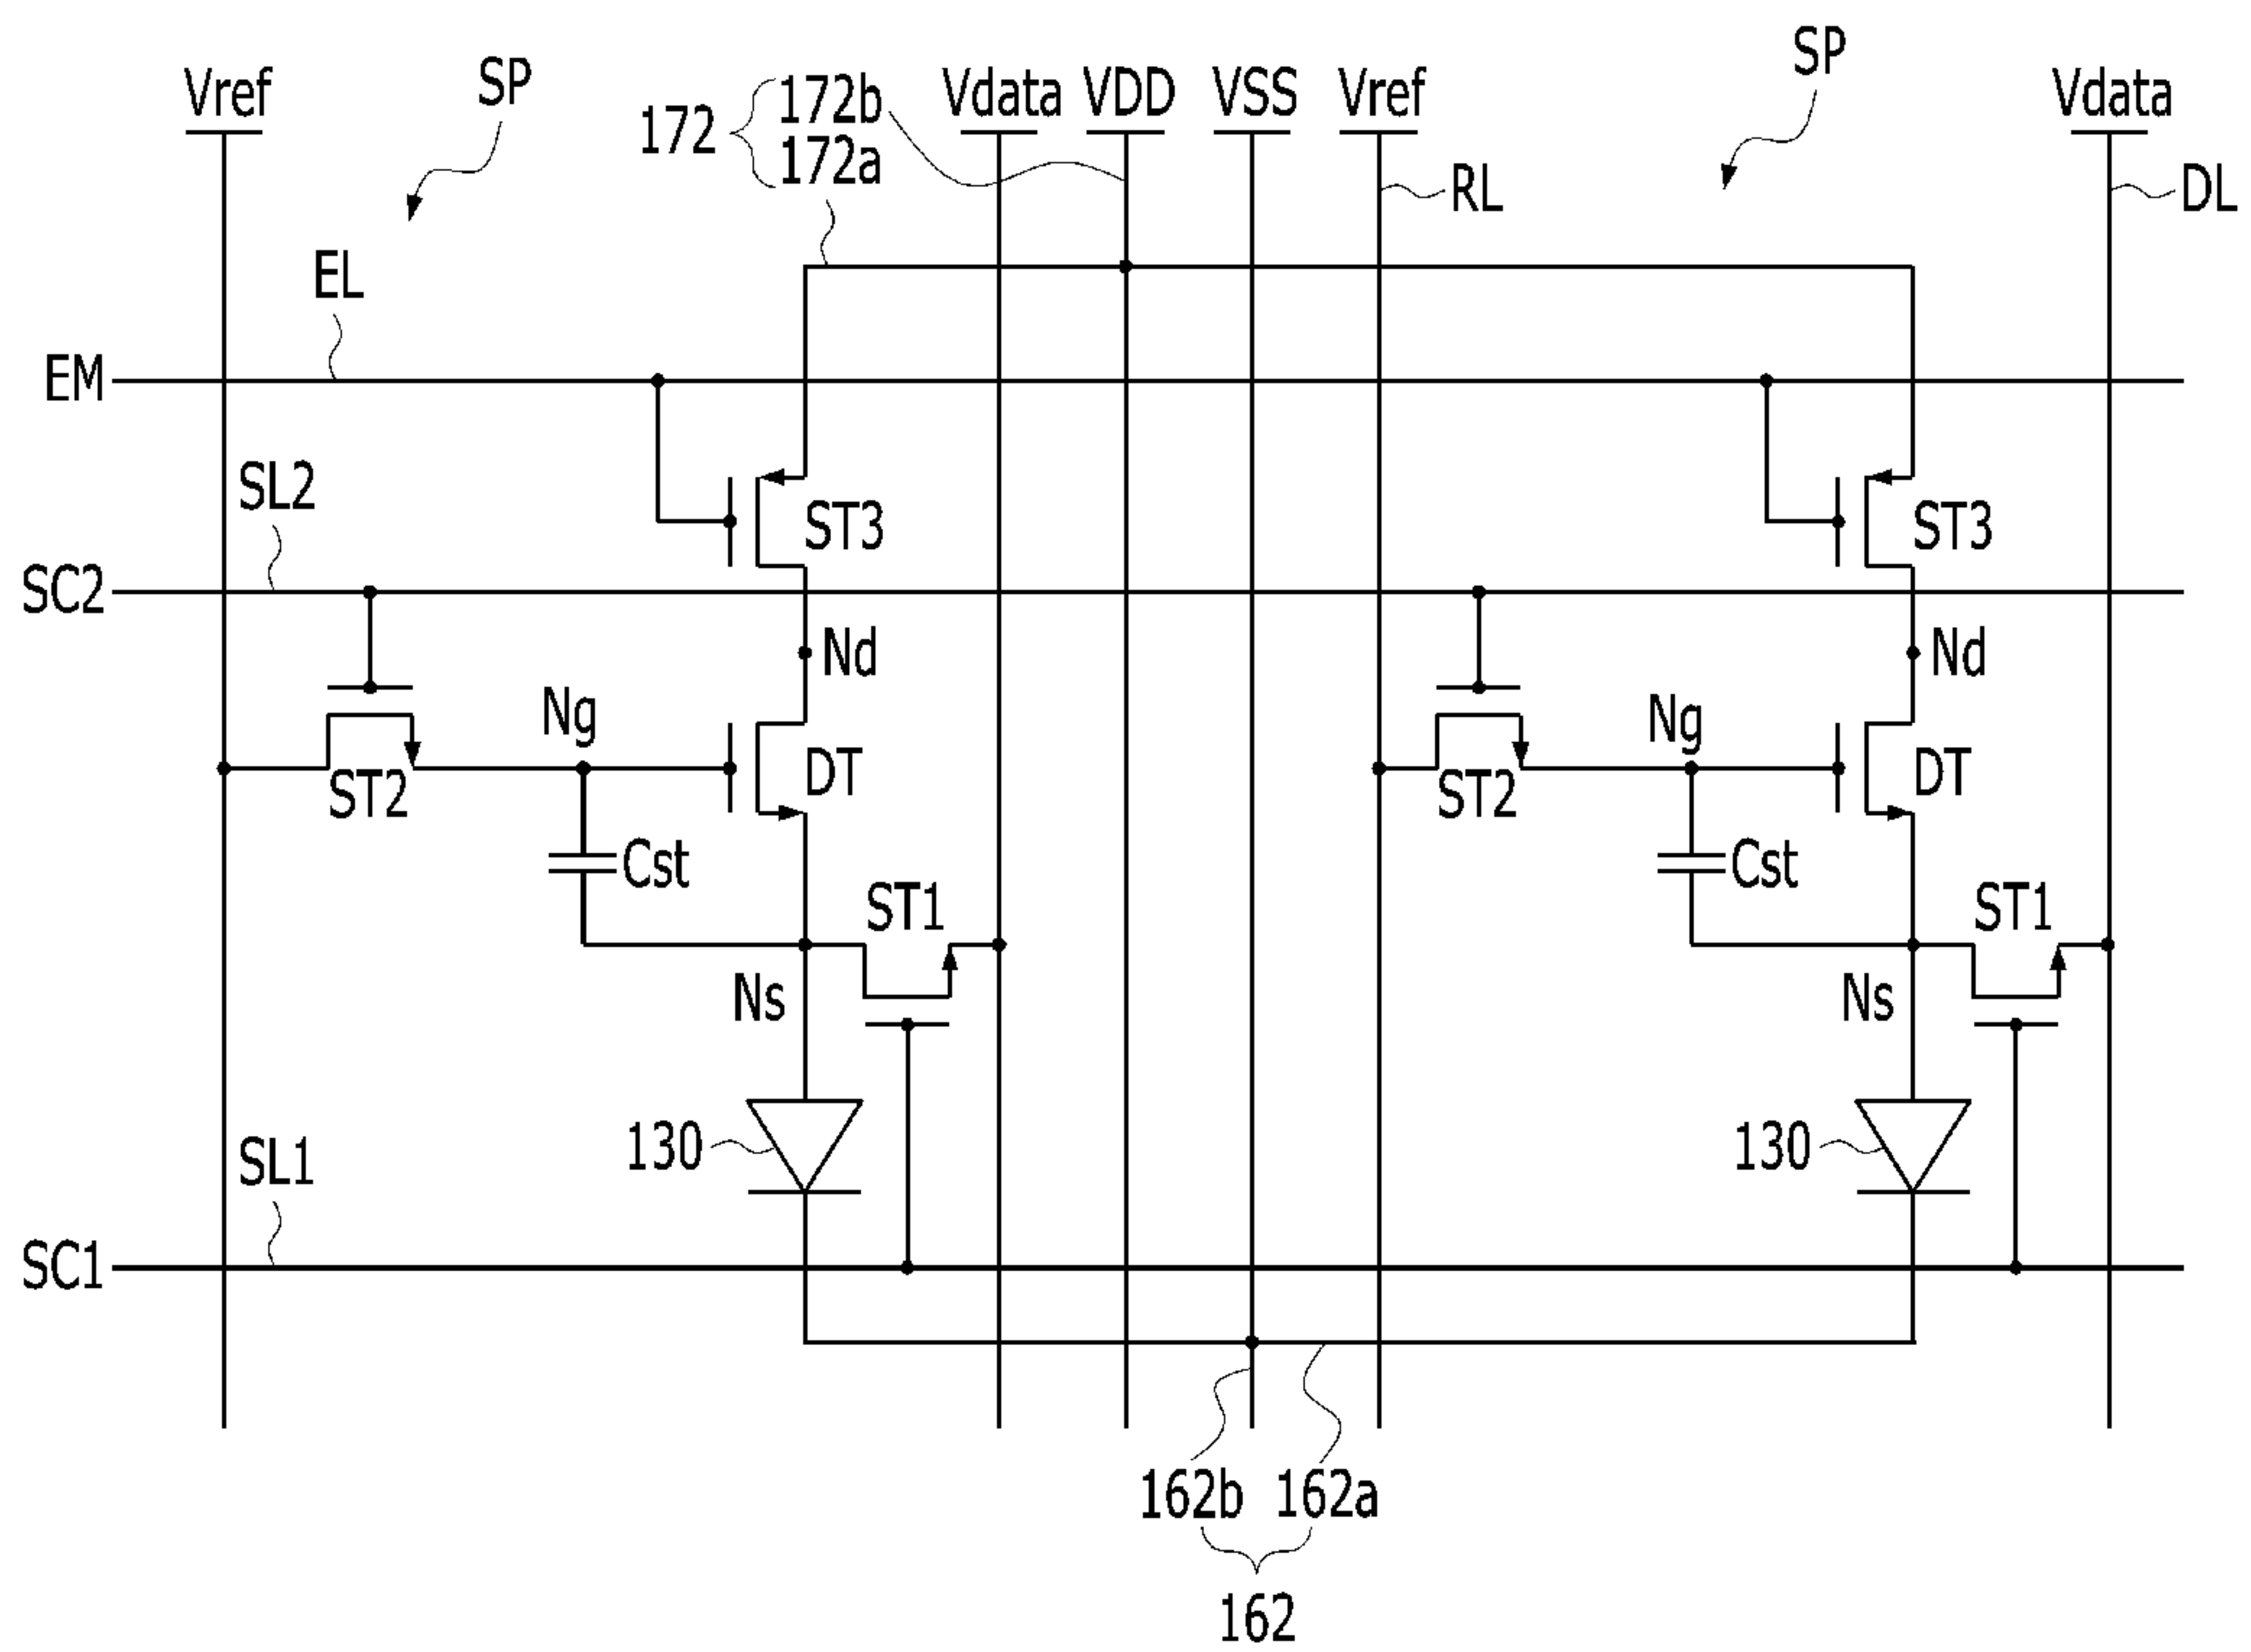 SP
SP
Vref
172
172b
172a
Vdata
VDD
VSS
Vref
Vdata
RL
DL
EL
EM
SL2
ST3
ST3
SC2
Nd
Nd
Ng
Ng
ST2
DT
ST2
DT
Cst
Cst
ST1
ST1
Ns
Ns
130
130
SL1
SC1
162b
162a
162